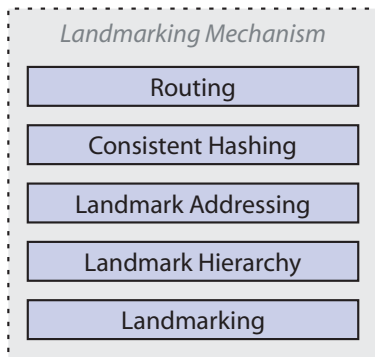 Landmarking Mechanism
Routing
Consistent Hashing
Landmark Addressing
Landmark Hierarchy
Landmarking